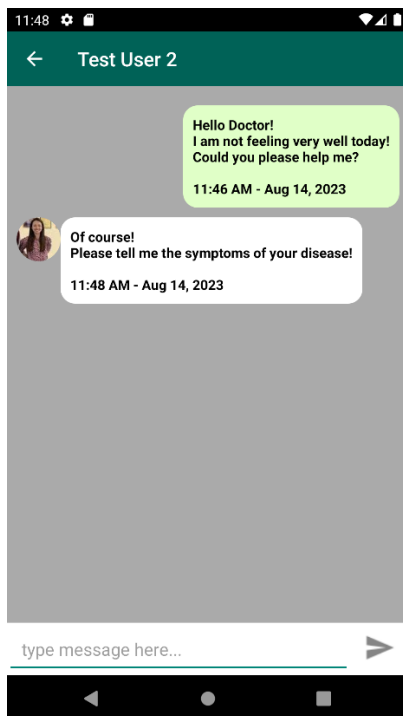 11:48
Test User 2
Hello Doctor!
I am not feeling very well today!
Could you please help me?
11:46 AM - Aug 14, 2023
Of course!
Please tell me the symptoms of your disease!
11:48 AM - Aug 14, 2023
type message here...